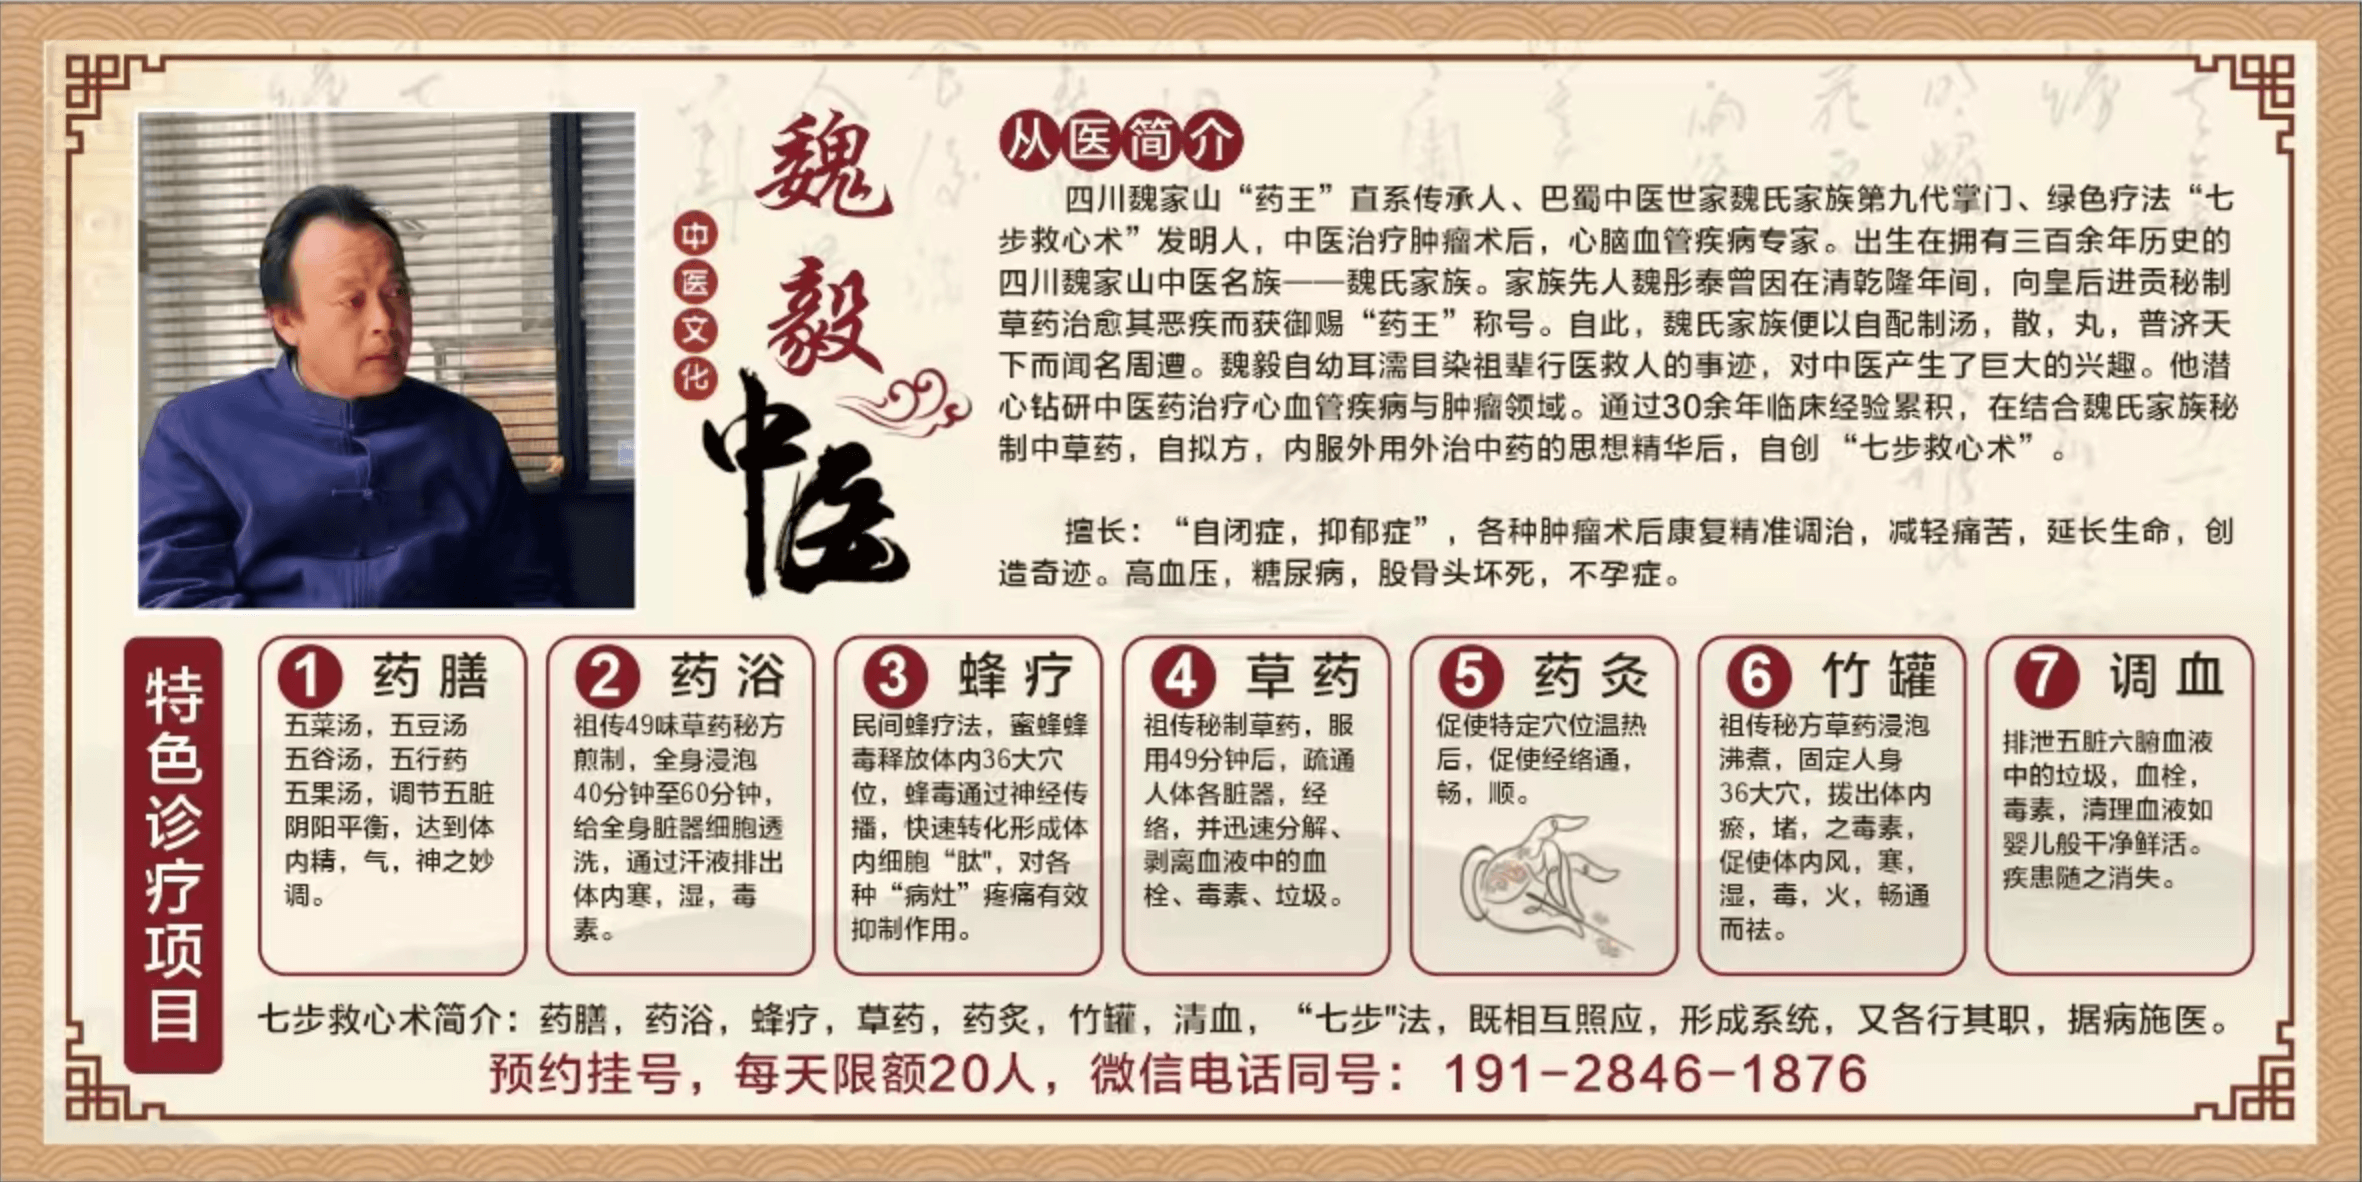 魏毅
中医
中医文化
从医简介
四川魏家山“药王”直系传承人、巴蜀中医世家魏氏家族第九代掌门、绿色疗法“七
步救心术”发明人，中医治疗肿瘤术后，心脑血管疾病专家。出生在拥有三百余年历史的
四川魏家山中医名族——魏氏家族。家族先人魏彤泰曾因在清乾隆年间，向皇后进贡秘制
草药治愈其恶疾而获御赐“药王”称号。自此，魏氏家族便以自配制汤，散，丸，普济天
下而闻名周遭。魏毅自幼耳濡目染祖辈行医救人的事迹，对中医产生了巨大的兴趣。他潜
心钻研中医药治疗心血管疾病与肿瘤领域。通过30余年临床经验累积，在结合魏氏家族秘
制中草药，自拟方，内服外用外治中药的思想精华后，自创“七步救心术”。
擅长：“自闭症，抑郁症”，各种肿瘤术后康复精准调治，减轻痛苦，延长生命，创
造奇迹。高血压，糖尿病，股骨头坏死，不孕症。
特色诊疗项目
1 药膳
五菜汤，五豆汤
五谷汤，五行药
五果汤，调节五脏
阴阳平衡，达到体
内精，气，神之妙
调。
2 药浴
祖传49味草药秘方
煎制，全身浸泡
40分钟至60分钟，
给全身脏器细胞透
洗，通过汗液排出
体内寒，湿，毒
素。
3 蜂疗
民间蜂疗法，蜜蜂蜂
毒释放体内36大穴
位，蜂毒通过神经传
播，快速转化形成体
内细胞“肽"，对各
种“病灶”疼痛有效
抑制作用。
4 草药
祖传秘制草药，服
用49分钟后，疏通
人体各脏器，经
络，并迅速分解、
剥离血液中的血
栓、毒素、垃圾。
5 药灸
促使特定穴位温热
后，促使经络通，
畅，顺。
6 竹罐
祖传秘方草药浸泡
沸煮，固定人身
36大穴，拨出体内
瘀，堵，之毒素，
促使体内风，寒，
湿，毒，火，畅通
而祛。
7 调血
排泄五脏六腑血液
中的垃圾，血栓，
毒素，清理血液如
婴儿般干净鲜活。
疾患随之消失。
七步救心术简介：药膳，药浴，蜂疗，草药，药炙，竹罐，清血，“七步"法，既相互照应，形成系统，又各行其职，据病施医。
预约挂号，每天限额20人，微信电话同号：191-2846-1876